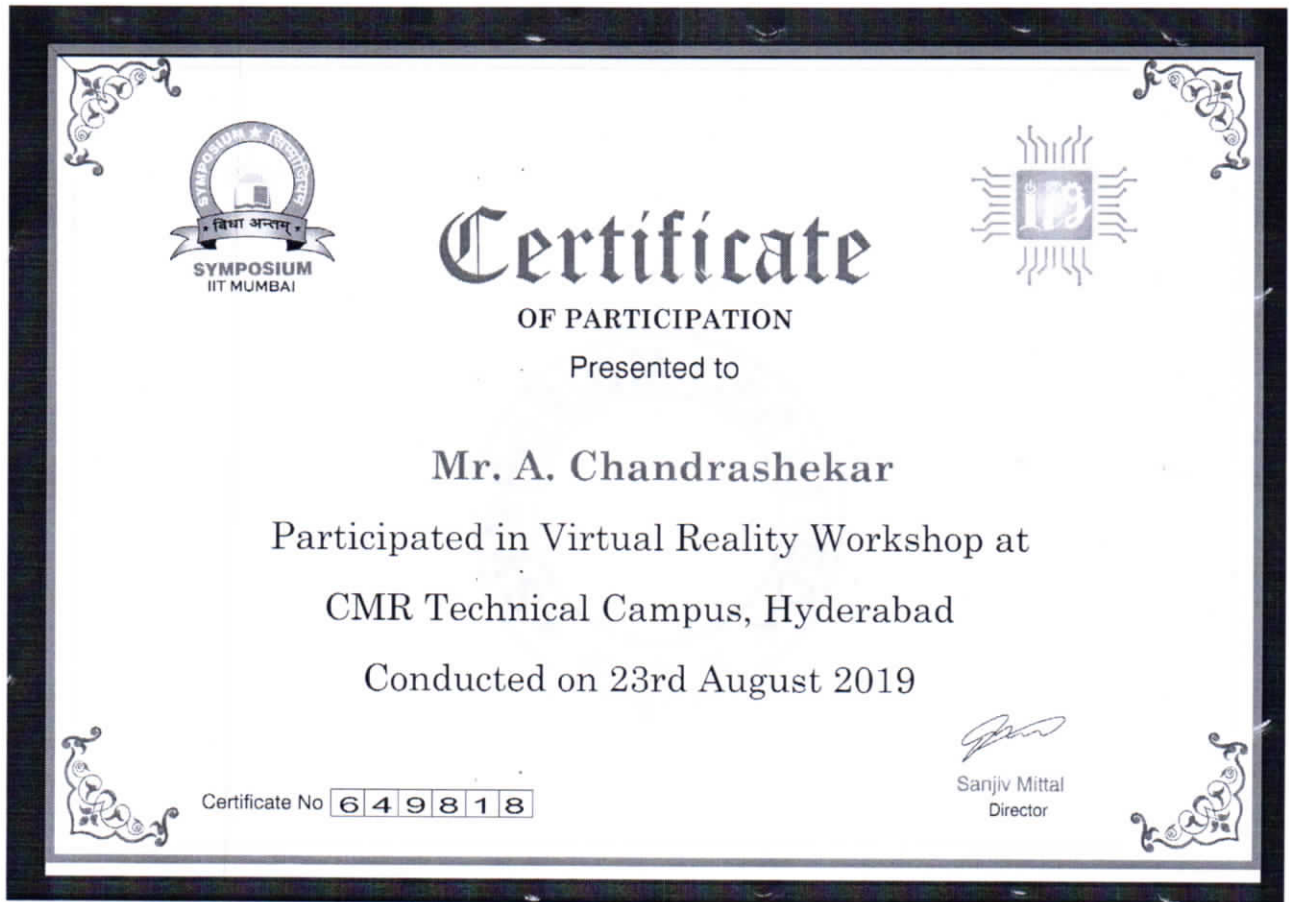 SYMPOSIUM ★ सिम्पोजियम
विधा अन्तम्
SYMPOSIUM
IIT MUMBAI
Certificate
OF PARTICIPATION
Presented to
Mr. A. Chandrashekar
Participated in Virtual Reality Workshop at
CMR Technical Campus, Hyderabad
Conducted on 23rd August 2019
Sanjiv Mittal
Director
Certificate No 649818